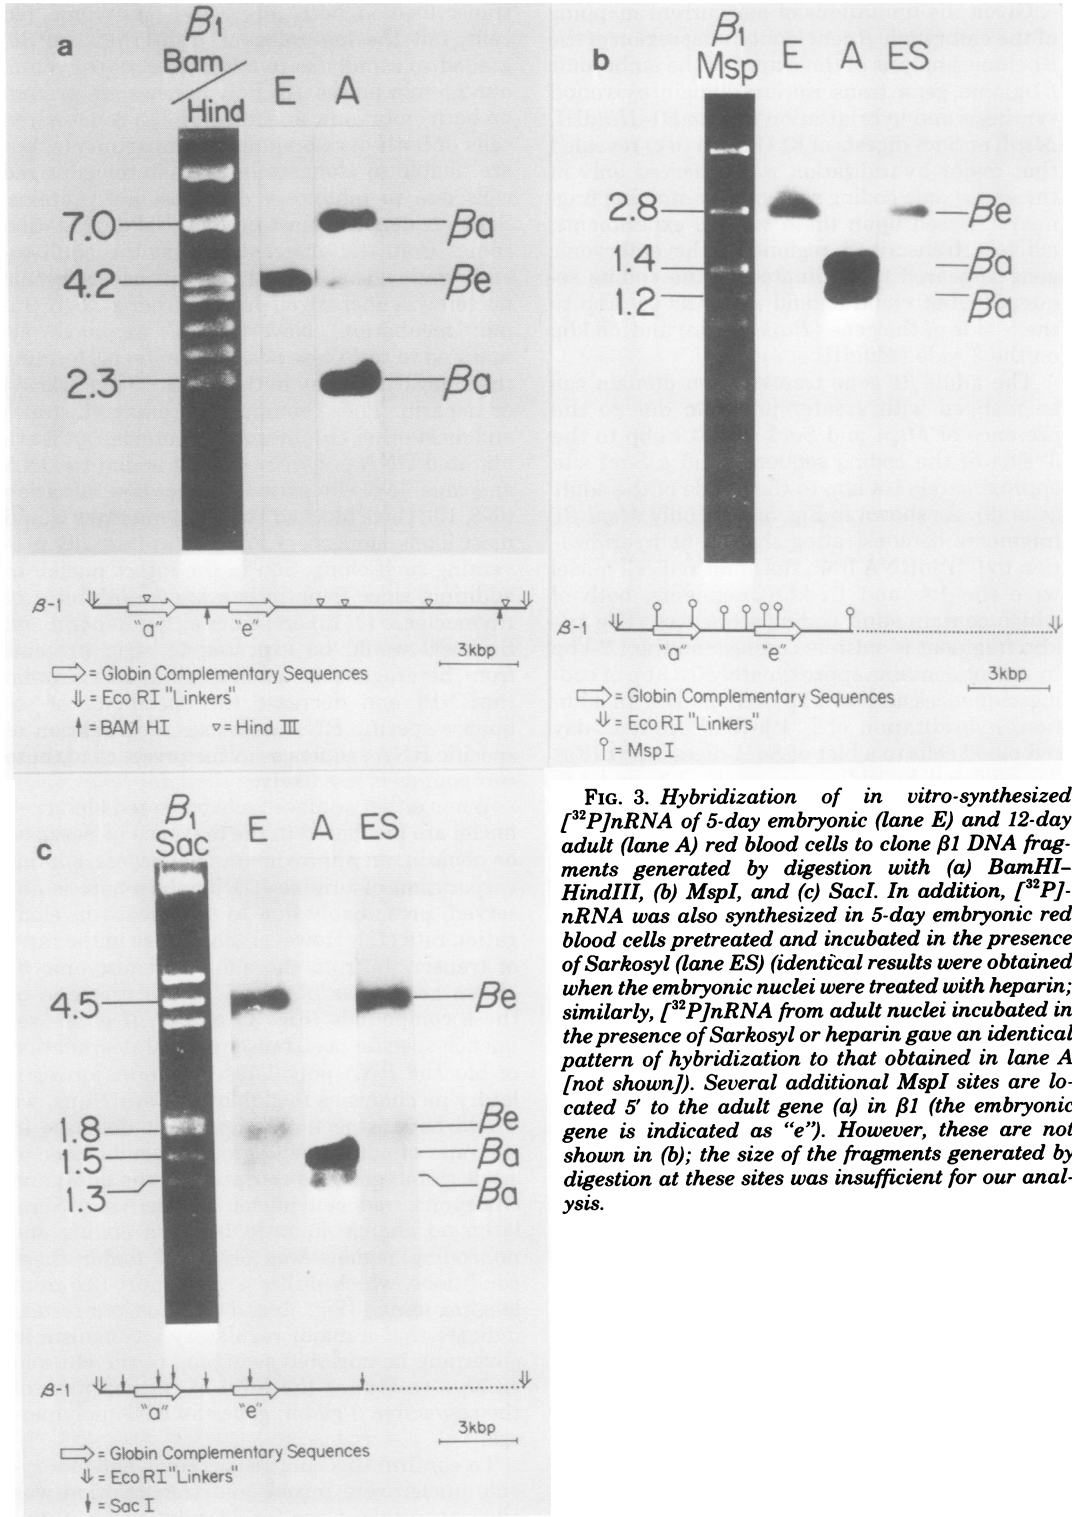 a
β1
Bam
Hind
E
A
7.0
4.2
2.3
βa
βe
βa
β-1
"a"
"e"
3kbp
⇨ = Globin Complementary Sequences
⇓ = Eco RI "Linkers"
↑ = BAM HI ▿ = Hind III
b
β1
Msp
E
A
ES
2.8
1.4
1.2
βe
βa
βa
β-1
"a"
"e"
3kbp
⇨ = Globin Complementary Sequences
⇓ = Eco RI "Linkers"
⫯ = Msp I
c
β1
Sac
E
A
ES
4.5
1.8
1.5
1.3
βe
βe
βa
βa
β-1
"a"
"e"
3kbp
⇨ = Globin Complementary Sequences
⇓ = Eco RI "Linkers"
↓ = Sac I
FIG. 3. Hybridization of in vitro-synthesized
[³²P]nRNA of 5-day embryonic (lane E) and 12-day
adult (lane A) red blood cells to clone β1 DNA frag-
ments generated by digestion with (a) BamHI–
HindIII, (b) MspI, and (c) SacI. In addition, [³²P]-
nRNA was also synthesized in 5-day embryonic red
blood cells pretreated and incubated in the presence
of Sarkosyl (lane ES) (identical results were obtained
when the embryonic nuclei were treated with heparin;
similarly, [³²P]nRNA from adult nuclei incubated in
the presence of Sarkosyl or heparin gave an identical
pattern of hybridization to that obtained in lane A
[not shown]). Several additional MspI sites are lo-
cated 5′ to the adult gene (a) in β1 (the embryonic
gene is indicated as "e"). However, these are not
shown in (b); the size of the fragments generated by
digestion at these sites was insufficient for our anal-
ysis.